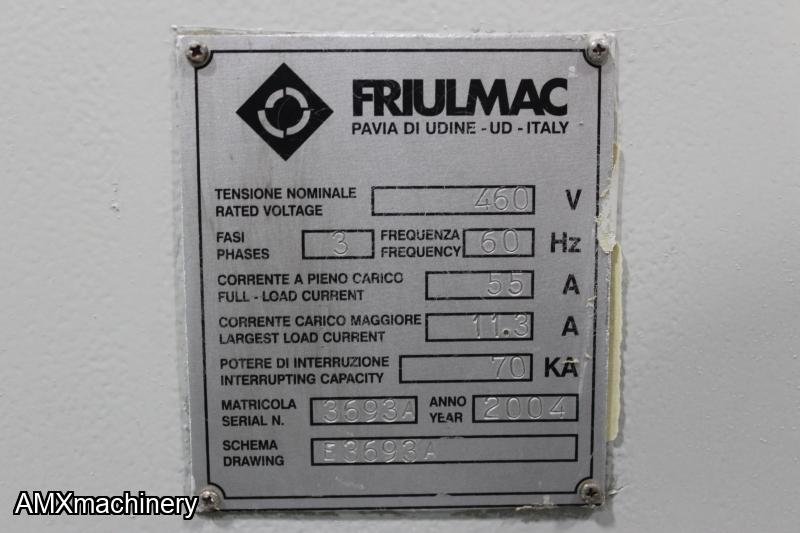 FRIULMAC
PAVIA DI UDINE - UD - ITALY
TENSIONE NOMINALE
RATED VOLTAGE 460 V
FASI
PHASES 3 FREQUENZA
FREQUENCY 60 Hz
CORRENTE A PIENO CARICO
FULL - LOAD CURRENT 55 A
CORRENTE CARICO MAGGIORE
LARGEST LOAD CURRENT 11.3 A
POTERE DI INTERRUZIONE
INTERRUPTING CAPACITY 70 KA
MATRICOLA
SERIAL N. 3693A ANNO
YEAR 2004
SCHEMA
DRAWING E3693A
AMXmachinery